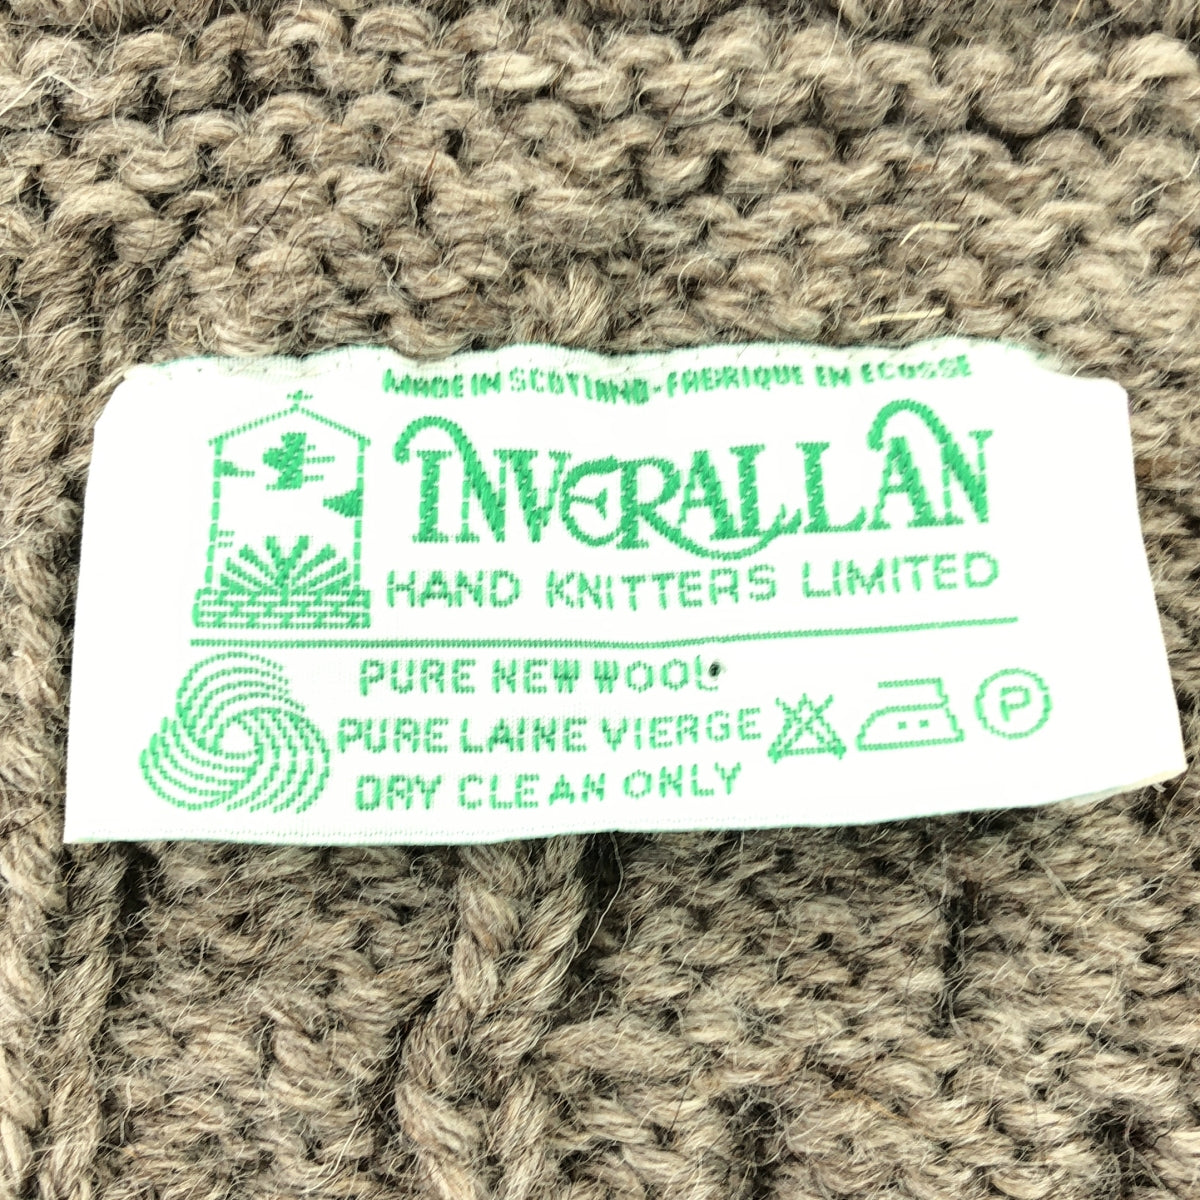 MADE IN SCOTLAND - FABRIQUE EN ECOSSE
INVERALLAN
HAND KNITTERS LIMITED
PURE NEW WOOL
PURE LAINE VIERGE
DRY CLEAN ONLY
P